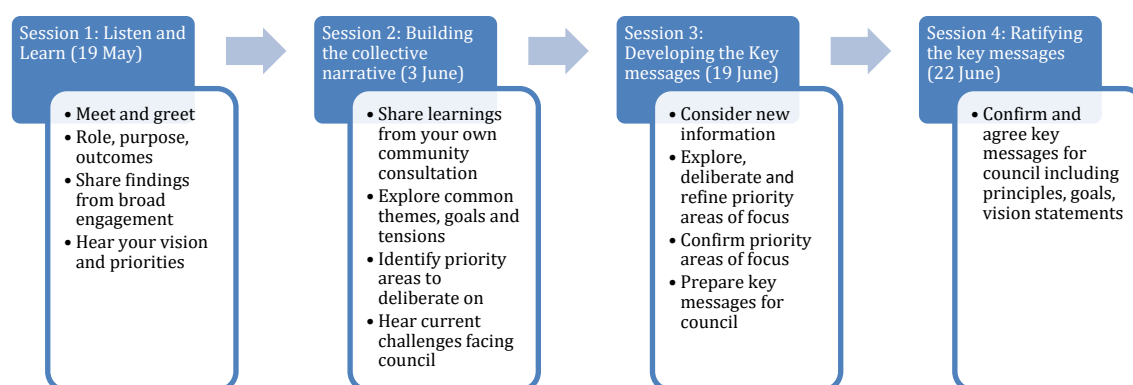 Session 1: Listen and
Learn (19 May)
• Meet and greet
• Role, purpose,
outcomes
• Share findings
from broad
engagement
• Hear your vision
and priorities
Session 2: Building
the collective
narrative (3 June)
• Share learnings
from your own
community
consultation
• Explore common
themes, goals and
tensions
• Identify priority
areas to
deliberate on
• Hear current
challenges facing
council
Session 3:
Developing the Key
messages (19 June)
• Consider new
information
• Explore,
deliberate and
refine priority
areas of focus
• Confirm priority
areas of focus
• Prepare key
messages for
council
Session 4: Ratifying
the key messages
(22 June)
• Confirm and
agree key
messages for
council including
principles, goals,
vision statements